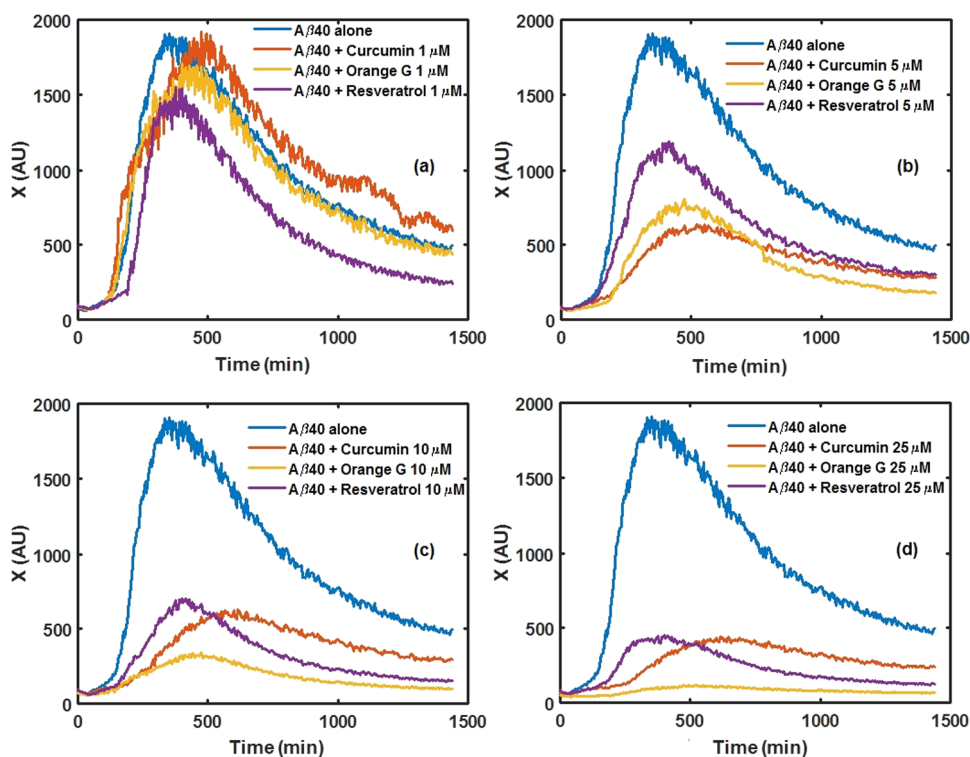 2000
1500
1000
500
0
X (AU)
Aβ40 alone
Aβ40 + Curcumin 1 μM
Aβ40 + Orange G 1 μM
Aβ40 + Resveratrol 1 μM
(a)
0
500
1000
1500
Time (min)
2000
1500
1000
500
0
X (AU)
Aβ40 alone
Aβ40 + Curcumin 5 μM
Aβ40 + Orange G 5 μM
Aβ40 + Resveratrol 5 μM
(b)
0
500
1000
1500
Time (min)
2000
1500
1000
500
0
X (AU)
Aβ40 alone
Aβ40 + Curcumin 10 μM
Aβ40 + Orange G 10 μM
Aβ40 + Resveratrol 10 μM
(c)
0
500
1000
1500
Time (min)
2000
1500
1000
500
0
X (AU)
Aβ40 alone
Aβ40 + Curcumin 25 μM
Aβ40 + Orange G 25 μM
Aβ40 + Resveratrol 25 μM
(d)
0
500
1000
1500
Time (min)